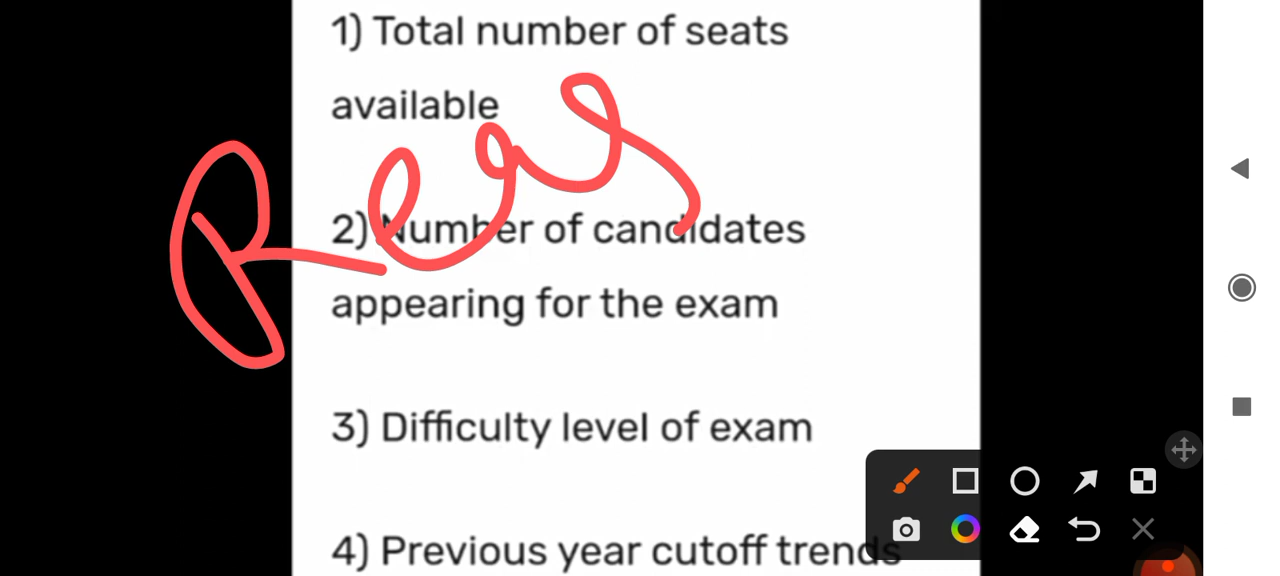 1) Total number of seats
available
2) Number of candidates
appearing for the exam
3) Difficulty level of exam
4) Previous year cutoff trends